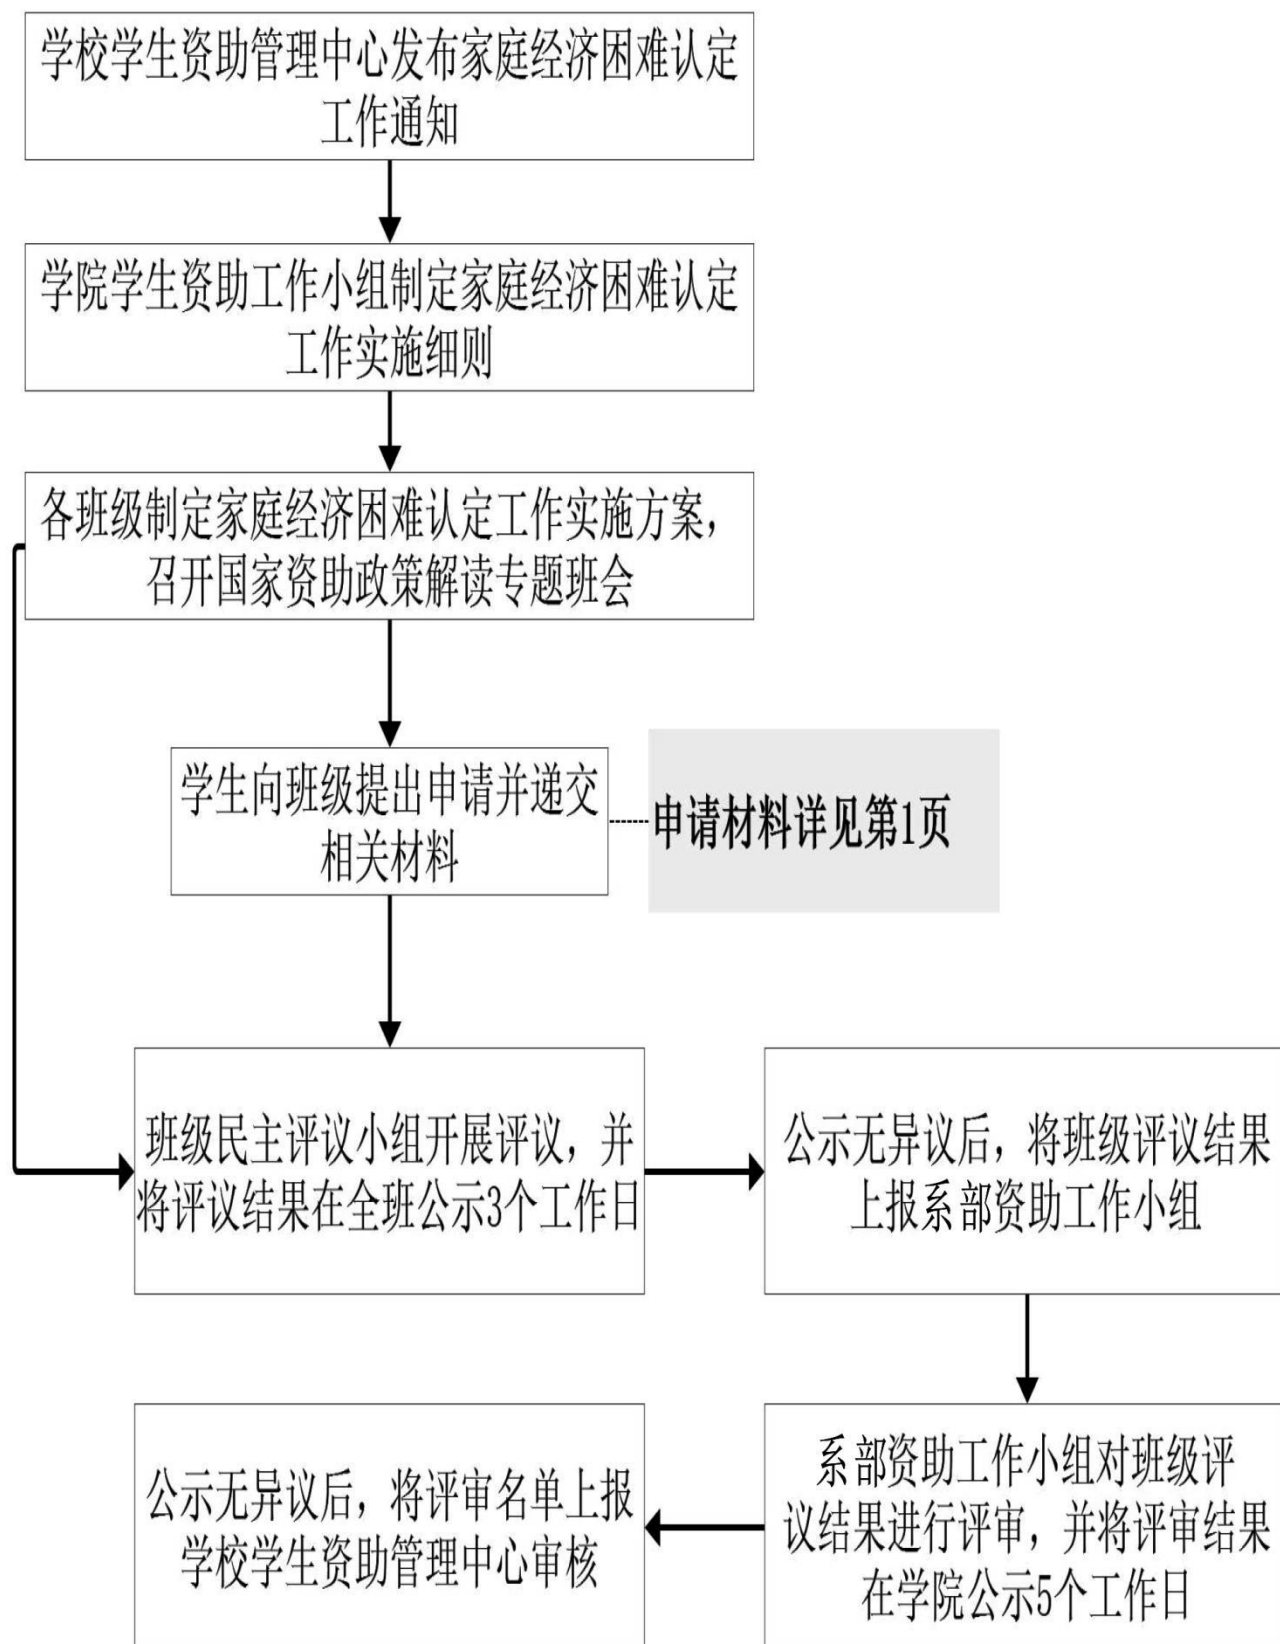 学校学生资助管理中心发布家庭经济困难认定
工作通知
学院学生资助工作小组制定家庭经济困难认定
工作实施细则
各班级制定家庭经济困难认定工作实施方案，
召开国家资助政策解读专题班会
学生向班级提出申请并递交
相关材料
申请材料详见第1页
班级民主评议小组开展评议，并
将评议结果在全班公示3个工作日
公示无异议后，将班级评议结果
上报系部资助工作小组
系部资助工作小组对班级评
议结果进行评审，并将评审结果
在学院公示5个工作日
公示无异议后，将评审名单上报
学校学生资助管理中心审核